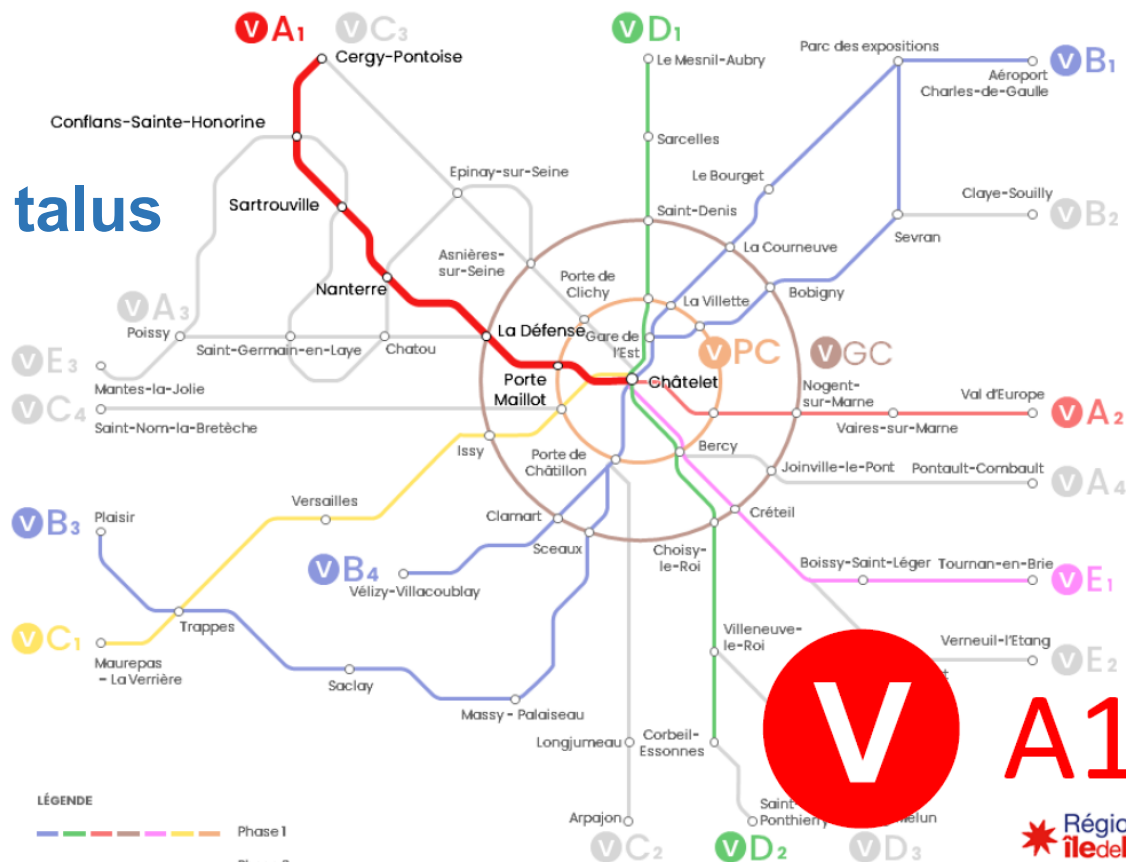 V A1
V C3
V D1
Cergy-Pontoise
Le Mesnil-Aubry
Parc des expositions
V B1
Aéroport
Charles-de-Gaulle
Conflans-Sainte-Honorine
Sarcelles
Epinay-sur-Seine
Le Bourget
talus
Claye-Souilly
V B2
Sartrouville
Saint-Denis
Sevran
La Courneuve
Asnières-
sur-Seine
Porte de
Clichy
Nanterre
Bobigny
V A3
La Villette
Poissy
La Défense
Gare de
l'Est
Saint-Germain-en-Laye
Chatou
V PC
V GC
V E3
Mantes-la-Jolie
Porte
Maillot
Châtelet
Nogent-
sur-Marne
Val d'Europe
V C4
V A2
Saint-Nom-la-Bretèche
Vaires-sur-Marne
Issy
Bercy
Porte de
Châtillon
Joinville-le-Pont
Pontault-Combault
V A4
Versailles
Clamart
Créteil
V B3
Plaisir
Sceaux
Choisy-
le-Roi
V B4
Vélizy-Villacoublay
Boissy-Saint-Léger
Tournan-en-Brie
V E1
Trappes
V C1
Maurepas
- La Verrière
Villeneuve-
le-Roi
Verneuil-l'Etang
V E2
Saclay
Massy - Palaiseau
V A1
Longjumeau
Corbeil-
Essonnes
LÉGENDE
Phase 1
Arpajon
V C2
V D2
Saint-
Ponthierry
V D3
Régio
île de